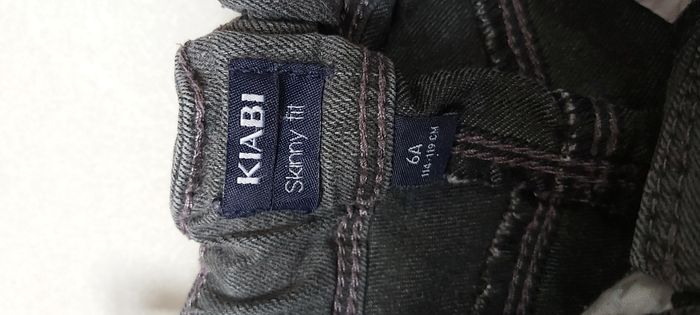 KIABI
Skinny fit
6A
114-119 CM